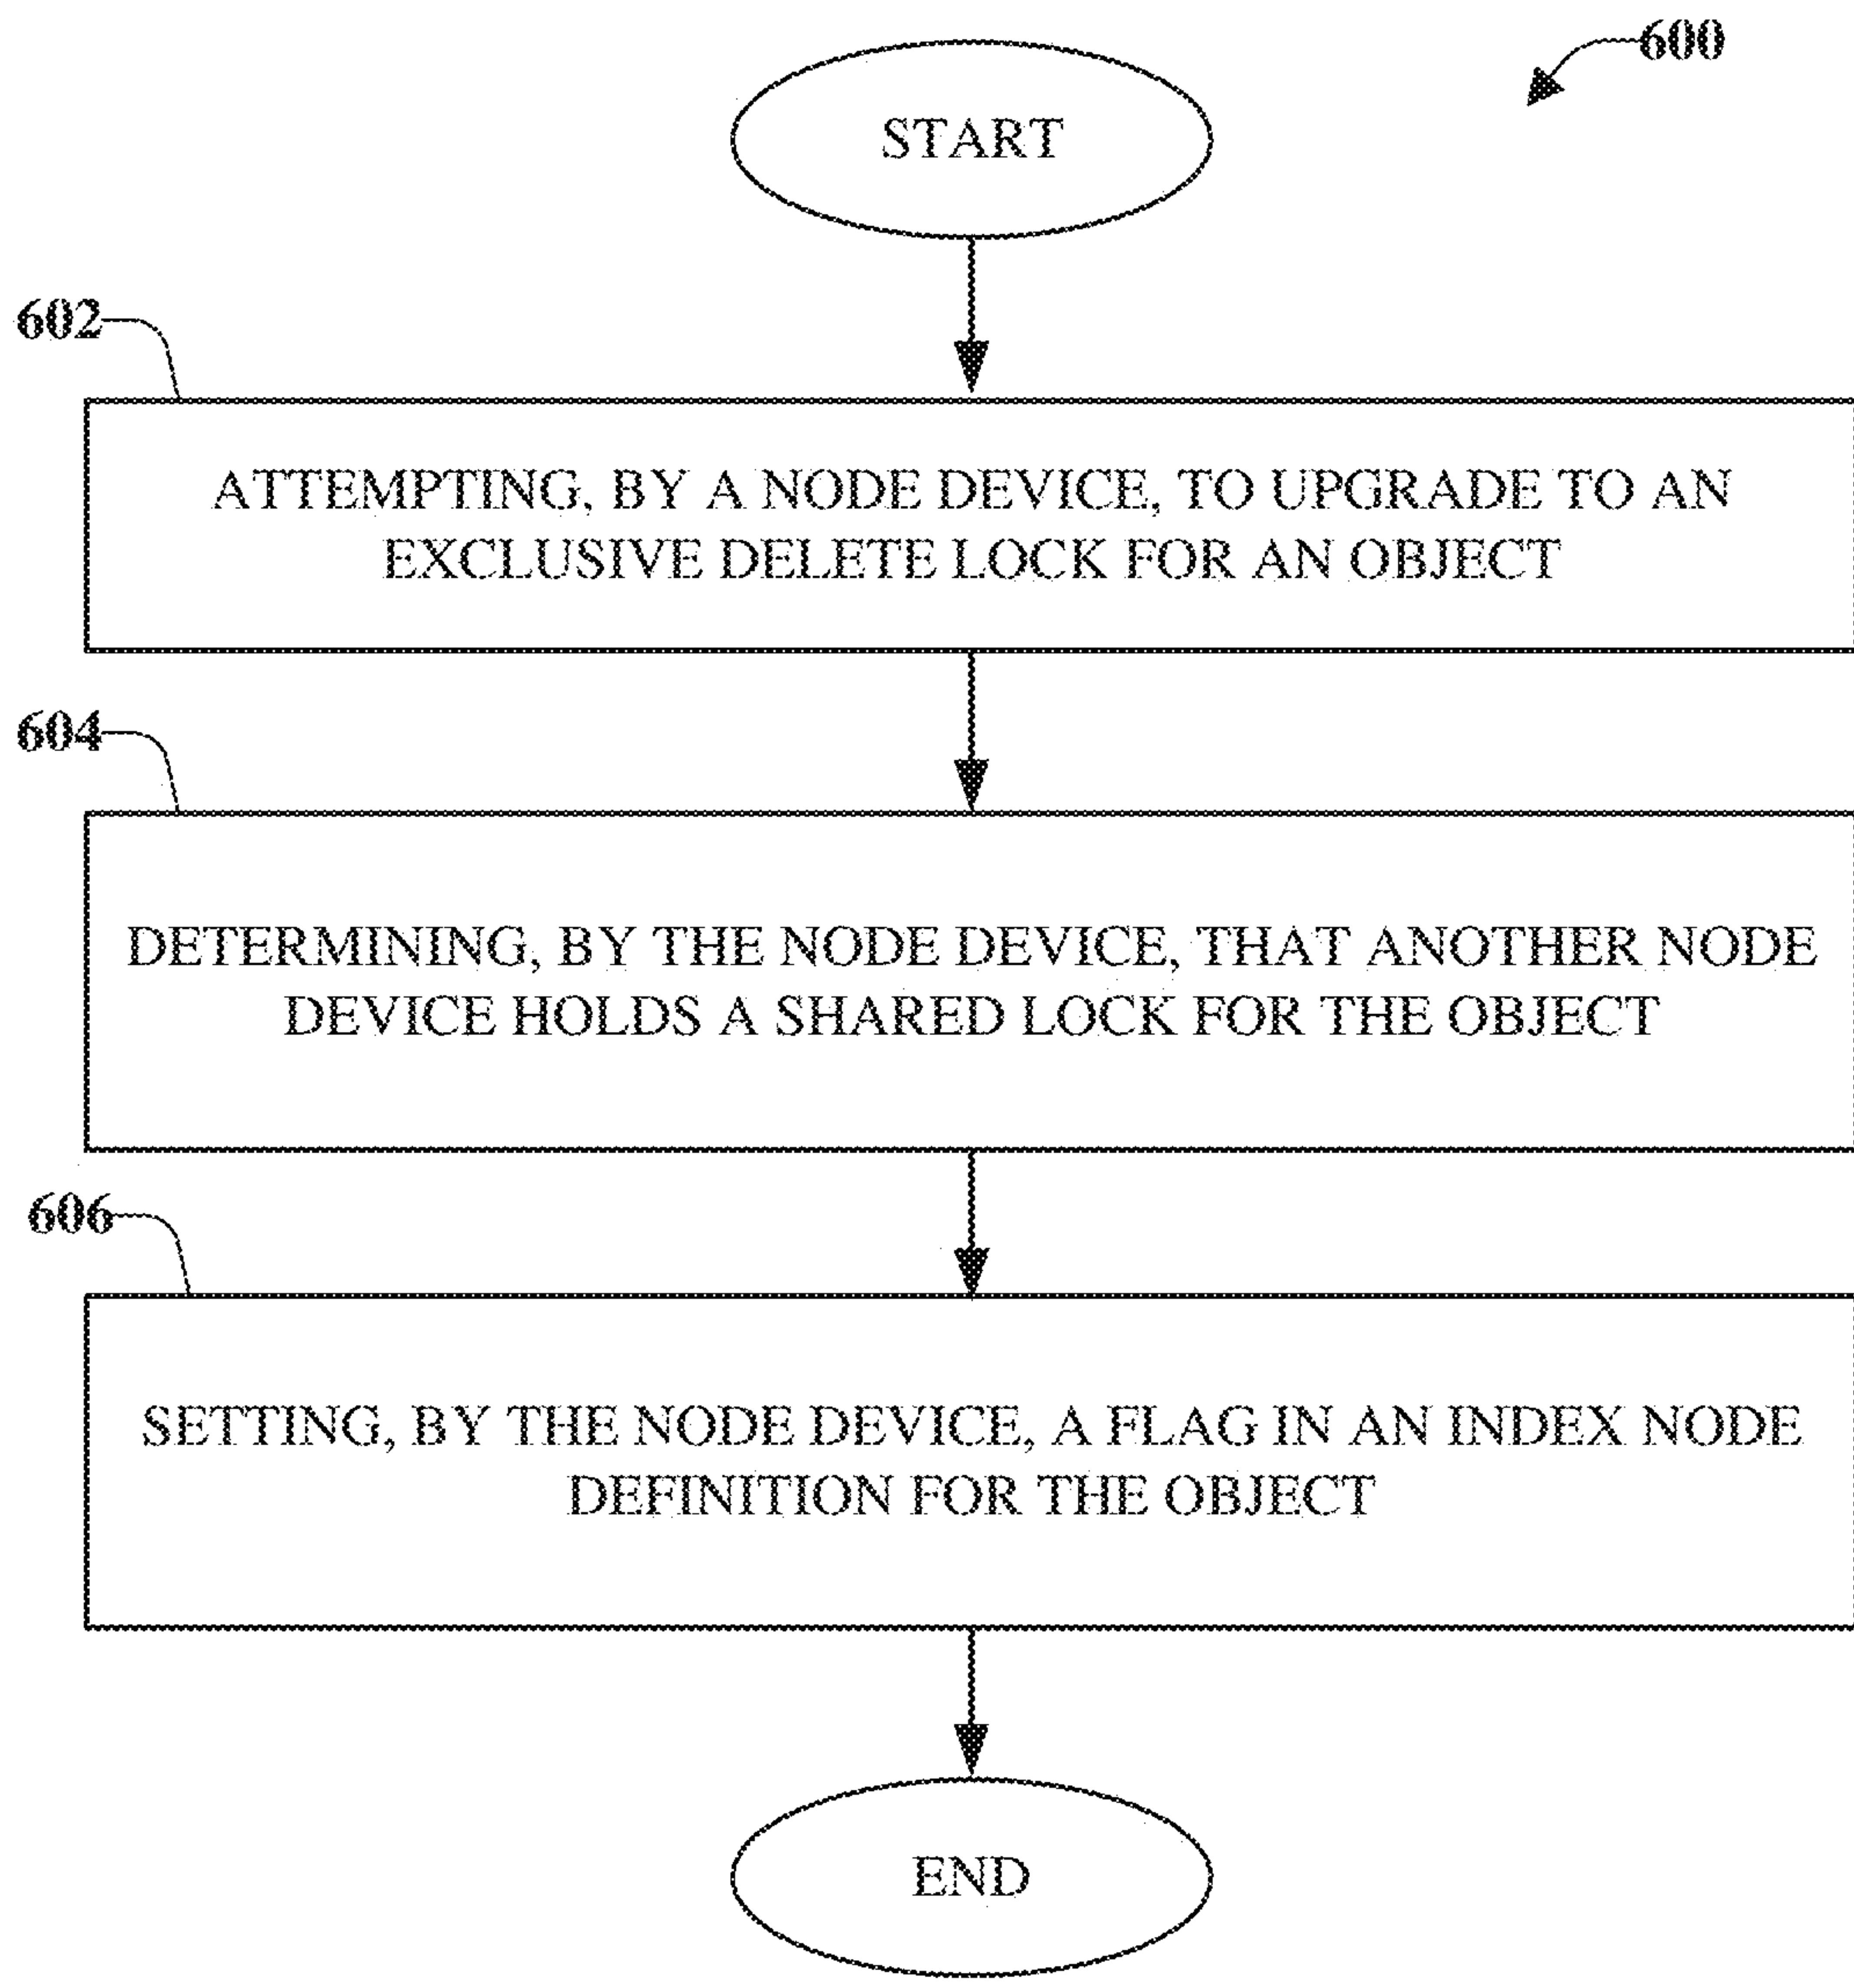 600
START
602
ATTEMPTING, BY A NODE DEVICE, TO UPGRADE TO AN
EXCLUSIVE DELETE LOCK FOR AN OBJECT
604
DETERMINING, BY THE NODE DEVICE, THAT ANOTHER NODE
DEVICE HOLDS A SHARED LOCK FOR THE OBJECT
606
SETTING, BY THE NODE DEVICE, A FLAG IN AN INDEX NODE
DEFINITION FOR THE OBJECT
END